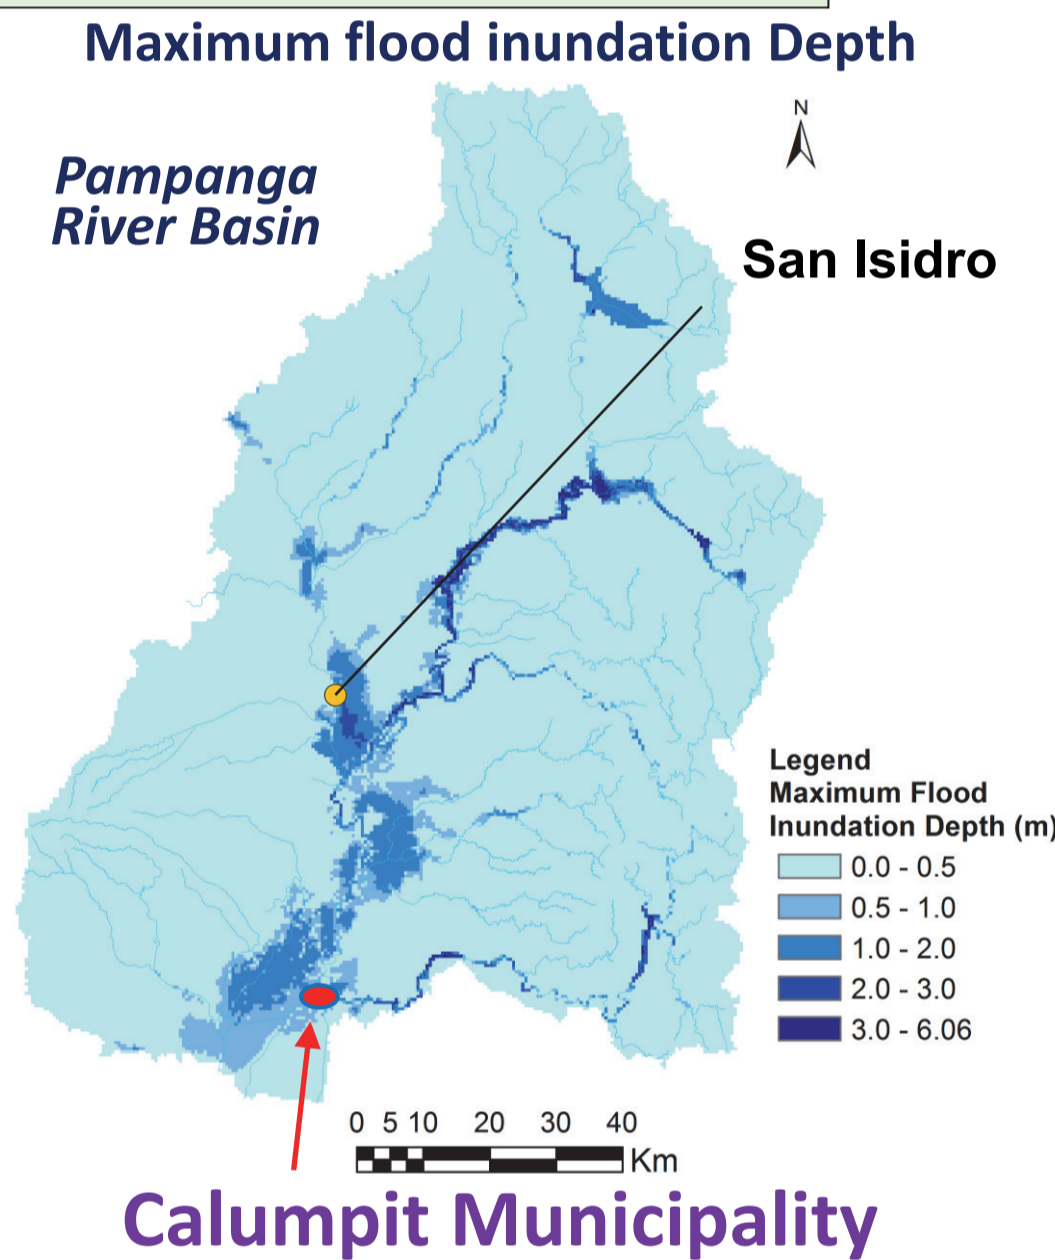 Maximum flood inundation Depth
N
Pampanga
River Basin
San Isidro
Legend
Maximum Flood
Inundation Depth (m)
0.0 - 0.5
0.5 - 1.0
1.0 - 2.0
2.0 - 3.0
3.0 - 6.06
0 5 10 20 30 40
Km
Calumpit Municipality